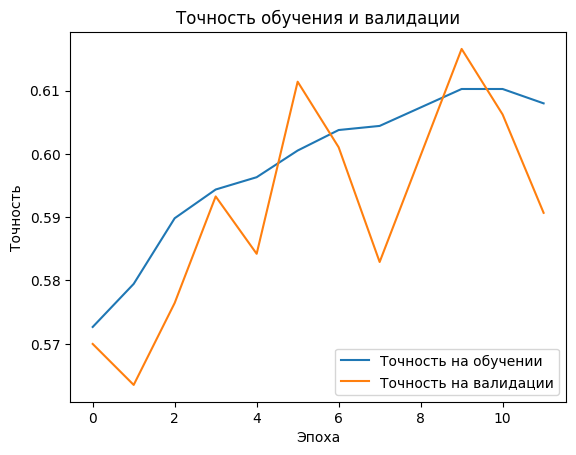 Точность обучения и валидации
Точность
0.61
0.60
0.59
0.58
0.57
Точность на обучении
Точность на валидации
0 2 4 6 8 10
Эпоха